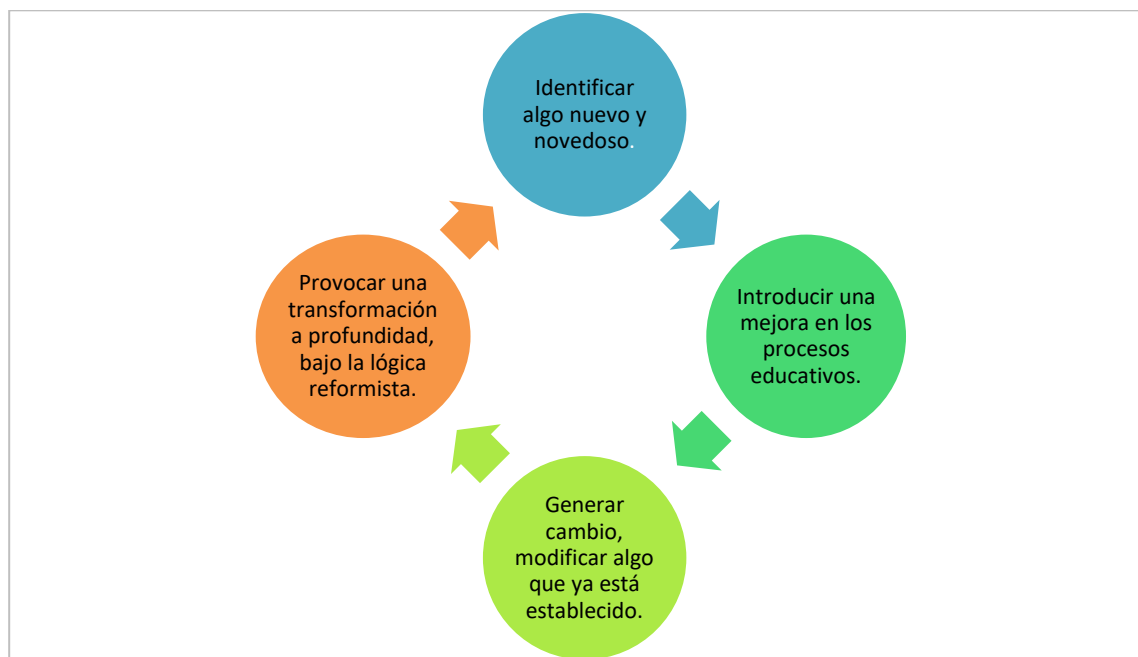 Identificar
algo nuevo y
novedoso.
Introducir una
mejora en los
procesos
educativos.
Generar
cambio,
modificar algo
que ya está
establecido.
Provocar una
transformación
a profundidad,
bajo la lógica
reformista.